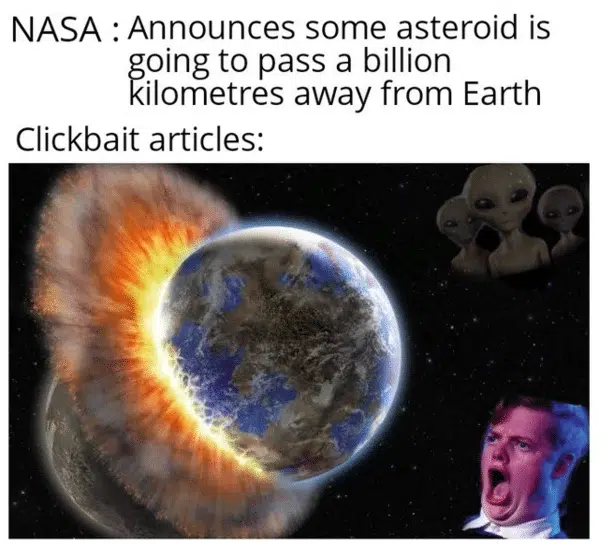 NASA : Announces some asteroid is
going to pass a billion
kilometres away from Earth
Clickbait articles: